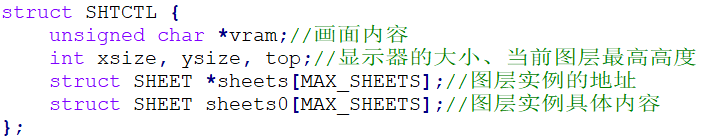 struct SHTCTL {
    unsigned char *vram;//画面内容
    int xsize, ysize, top;//显示器的大小、当前图层最高高度
    struct SHEET *sheets[MAX_SHEETS];//图层实例的地址
    struct SHEET sheets0[MAX_SHEETS];//图层实例具体内容
};